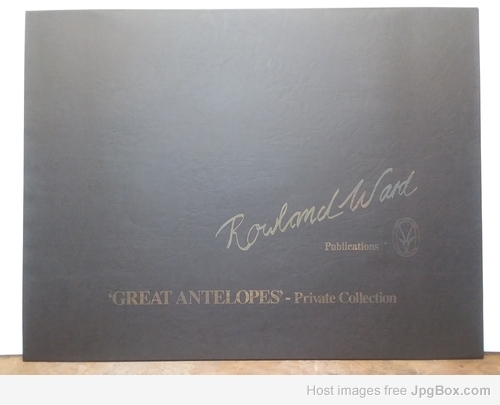 Rowland Ward
Publications
'GREAT ANTELOPES' - Private Collection
Host images free JpgBox.com